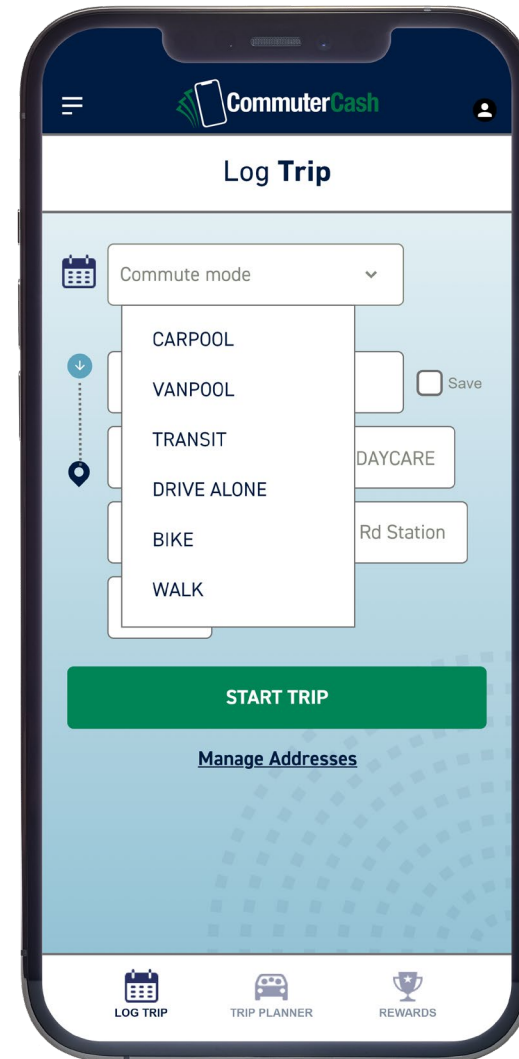 CommuterCash
Log Trip
Commute mode
CARPOOL
VANPOOL
Save
TRANSIT
DAYCARE
DRIVE ALONE
BIKE
Rd Station
WALK
START TRIP
Manage Addresses
LOG TRIP
TRIP PLANNER
REWARDS